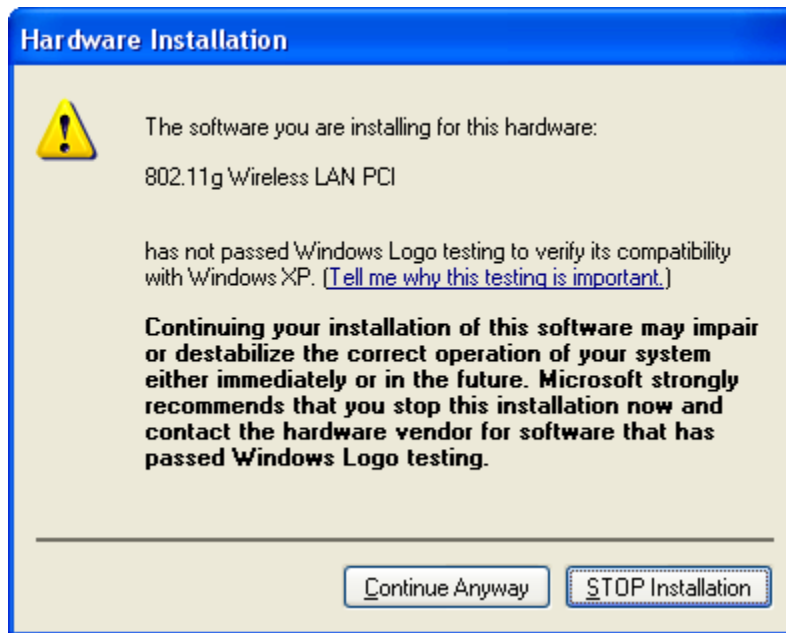 Hardware Installation
The software you are installing for this hardware:
802.11g Wireless LAN PCI
has not passed Windows Logo testing to verify its compatibility
with Windows XP. (Tell me why this testing is important.)
Continuing your installation of this software may impair
or destabilize the correct operation of your system
either immediately or in the future. Microsoft strongly
recommends that you stop this installation now and
contact the hardware vendor for software that has
passed Windows Logo testing.
Continue Anyway
STOP Installation